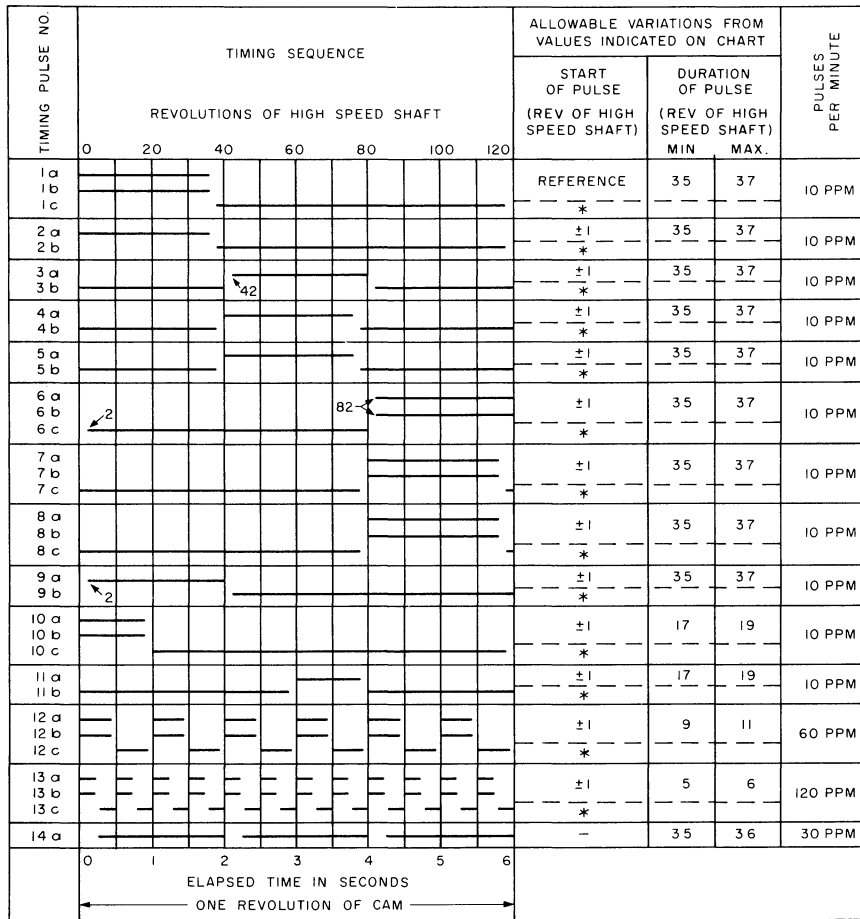 TIMING PULSE NO.
TIMING SEQUENCE
REVOLUTIONS OF HIGH SPEED SHAFT
0 20 40 60 80 100 120
ALLOWABLE VARIATIONS FROM
VALUES INDICATED ON CHART
START
OF PULSE
(REV OF HIGH
SPEED SHAFT)
DURATION
OF PULSE
(REV OF HIGH
SPEED SHAFT)
MIN MAX.
PULSES
PER MINUTE
1a
1b
1c
REFERENCE 35 37
*
10 PPM
2a
2b
±1 35 37
*
10 PPM
3a
3b
42
±1 35 37
*
10 PPM
4a
4b
±1 35 37
*
10 PPM
5a
5b
±1 35 37
*
10 PPM
6a
6b
6c
2
82
±1 35 37
*
10 PPM
7a
7b
7c
±1 35 37
*
10 PPM
8a
8b
8c
±1 35 37
*
10 PPM
9a
9b
2
±1 35 37
*
10 PPM
10a
10b
10c
±1 17 19
*
10 PPM
11a
11b
±1 17 19
*
10 PPM
12a
12b
12c
±1 9 11
*
60 PPM
13a
13b
13c
±1 5 6
*
120 PPM
14a
– 35 36
30 PPM
0 1 2 3 4 5 6
ELAPSED TIME IN SECONDS
ONE REVOLUTION OF CAM